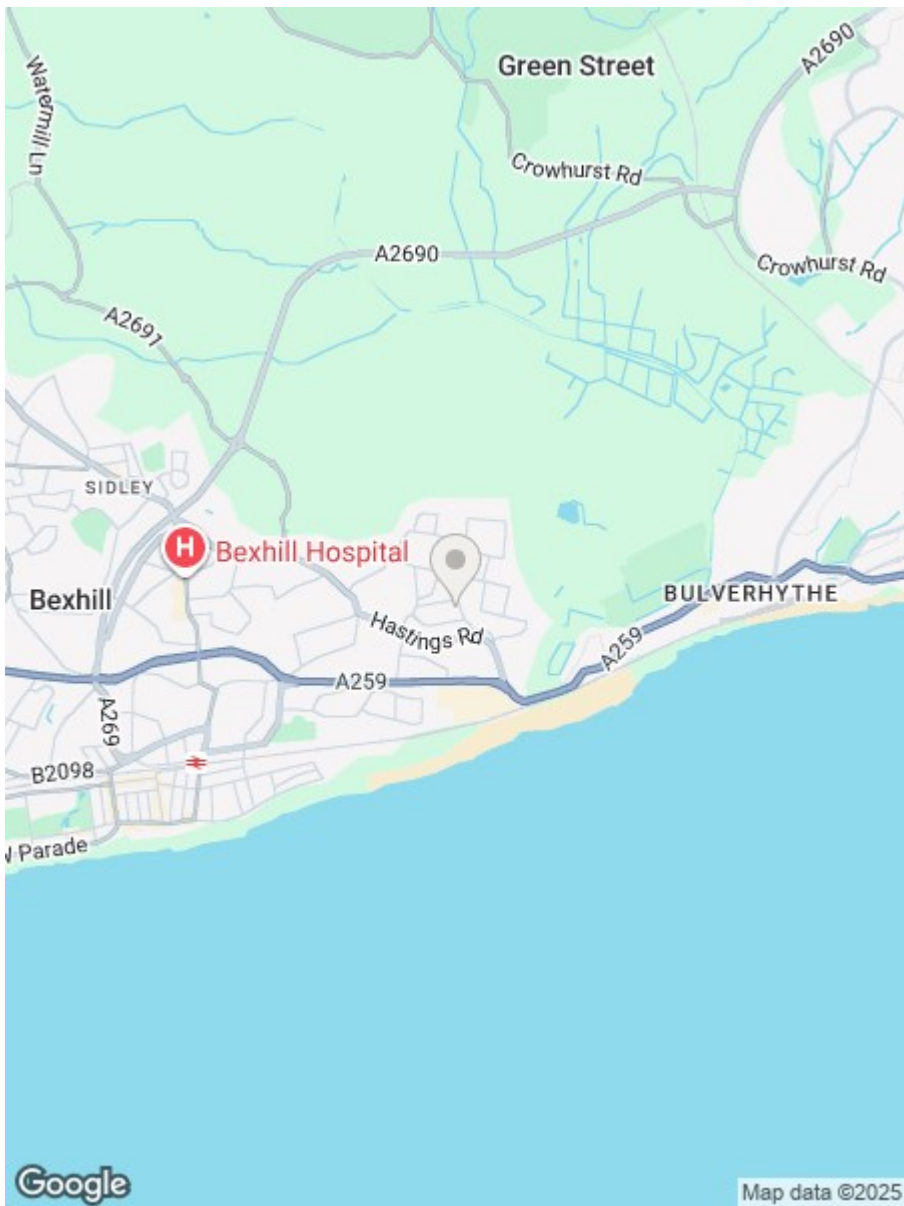 Watermill Ln
Green Street
A2690
Crowhurst Rd
A2690
Crowhurst Rd
A2691
SIDLEY
H
Bexhill Hospital
Bexhill
Hastings Rd
BULVERHYTHE
A259
A259
A269
B2098
W Parade
Google
Map data ©2025